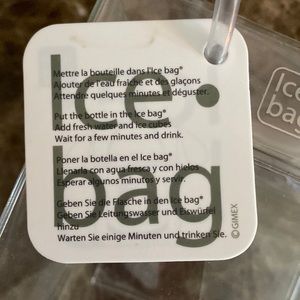 Ice.
bag
Mettre la bouteille dans l'Ice bag*
Ajouter de l'eau fraîche et des glaçons
Attendre quelques minutes et déguster.
Put the bottle in the Ice bag*
Add fresh water and ice cubes
Wait for a few minutes and drink.
Poner la botella en el Ice bag*
Llenarla con agua fresca y con hielos
Esperar algunos minutos y servir.
Geben Sie die Flasche in den Ice bag*
Geben Sie Leitungswasser und Eiswürfel
hinzu
Warten Sie einige Minuten und trinken Sie.
© GIMEX
Ice
bag